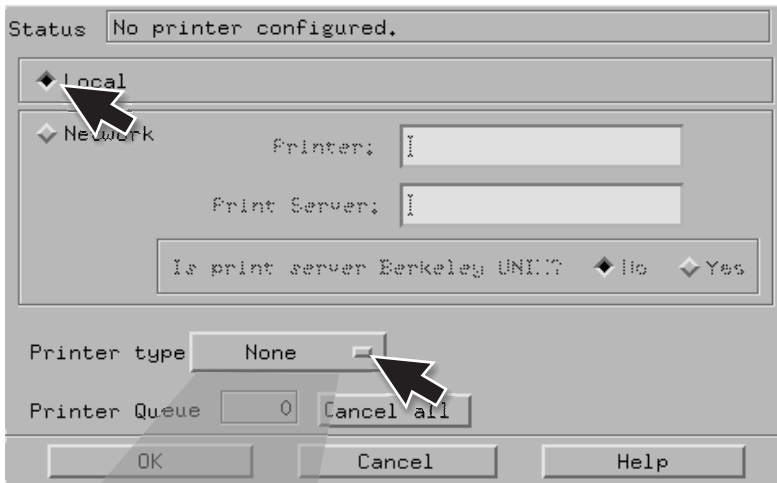 Status No printer configured.
Local
Network
Printer:
Print Server:
Is print server Berkeley UNIX? No Yes
Printer type None
Printer Queue 0 Cancel all
OK Cancel Help